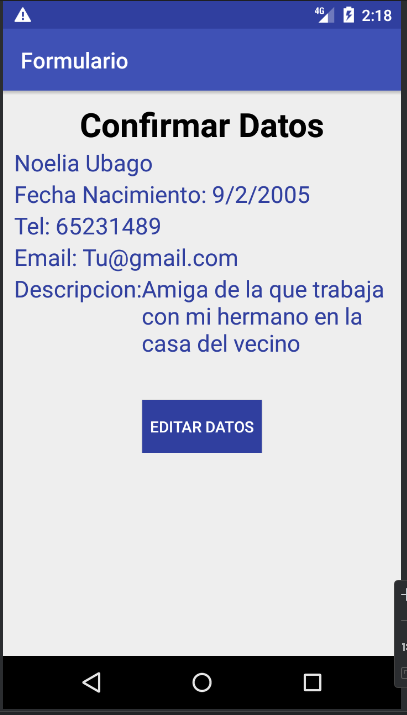 4G 2:18
Formulario
Confirmar Datos
Noelia Ubago
Fecha Nacimiento: 9/2/2005
Tel: 65231489
Email: Tu@gmail.com
Descripcion:Amiga de la que trabaja
con mi hermano en la
casa del vecino
EDITAR DATOS